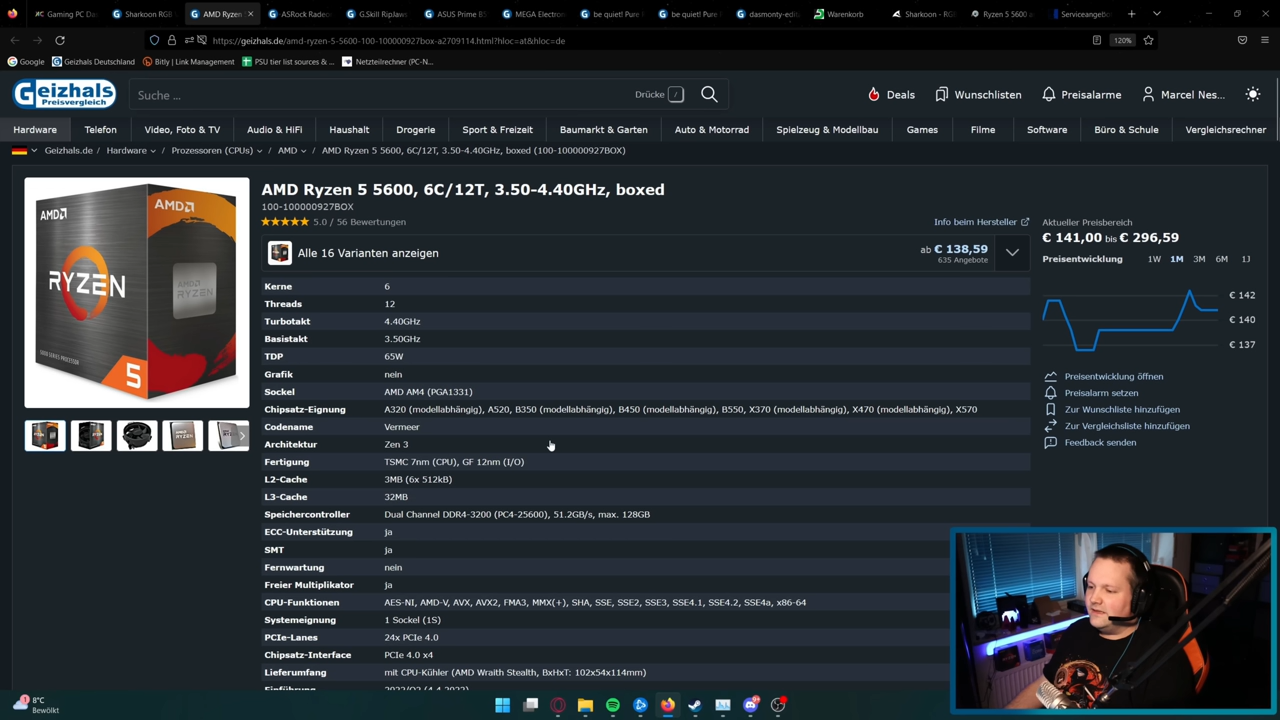 Gaming PC Da
Sharkoon RGB
AMD Ryzen
ASRock Radeo
G.Skill RipJaw
ASUS Prime B5
MEGA Electron
be quiet! Pure
be quiet! Pure
dasmonty-edit
Warenkorb
Sharkoon - RG
Ryzen 5 5600
Serviceangebo
https://geizhals.de/amd-ryzen-5-5600-100-100000927box-a2709114.html?hloc=at&hloc=de
120%
Google
Geizhals Deutschland
Bitly | Link Management
PSU tier list sources & ...
Netzteilrechner (PC-N...
Geizhals
Preisvergleich
Suche ...
Drücke /
Deals
Wunschlisten
Preisalarme
Marcel Nes...
Hardware
Telefon
Video, Foto & TV
Audio & HiFi
Haushalt
Drogerie
Sport & Freizeit
Baumarkt & Garten
Auto & Motorrad
Spielzeug & Modellbau
Games
Filme
Software
Büro & Schule
Vergleichsrechner
Geizhals.de / Hardware / Prozessoren (CPUs) / AMD / AMD Ryzen 5 5600, 6C/12T, 3.50-4.40GHz, boxed (100-100000927BOX)
AMD
AMD
RYZEN
AMD
RYZEN
5
AMD Ryzen 5 5600, 6C/12T, 3.50-4.40GHz, boxed
100-100000927BOX
5.0 / 56 Bewertungen
Info beim Hersteller
Alle 16 Varianten anzeigen
ab € 138,59
635 Angebote
Kerne 6
Threads 12
Turbotakt 4.40GHz
Basistakt 3.50GHz
TDP 65W
Grafik nein
Sockel AMD AM4 (PGA1331)
Chipsatz-Eignung A320 (modellabhängig), A520, B350 (modellabhängig), B450 (modellabhängig), B550, X370 (modellabhängig), X470 (modellabhängig), X570
Codename Vermeer
Architektur Zen 3
Fertigung TSMC 7nm (CPU), GF 12nm (I/O)
L2-Cache 3MB (6x 512kB)
L3-Cache 32MB
Speichercontroller Dual Channel DDR4-3200 (PC4-25600), 51.2GB/s, max. 128GB
ECC-Unterstützung ja
SMT ja
Fernwartung nein
Freier Multiplikator ja
CPU-Funktionen AES-NI, AMD-V, AVX, AVX2, FMA3, MMX(+), SHA, SSE, SSE2, SSE3, SSE4.1, SSE4.2, SSE4a, x86-64
Systemeignung 1 Sockel (1S)
PCIe-Lanes 24x PCIe 4.0
Chipsatz-Interface PCIe 4.0 x4
Lieferumfang mit CPU-Kühler (AMD Wraith Stealth, BxHxT: 102x54x114mm)
Einführung 2022/Q2 (4.4.2022)
Aktueller Preisbereich
€ 141,00 bis € 296,59
Preisentwicklung 1W 1M 3M 6M 1J
€ 142
€ 140
€ 137
Preisentwicklung öffnen
Preisalarm setzen
Zur Wunschliste hinzufügen
Zur Vergleichsliste hinzufügen
Feedback senden
8°C
Bewölkt